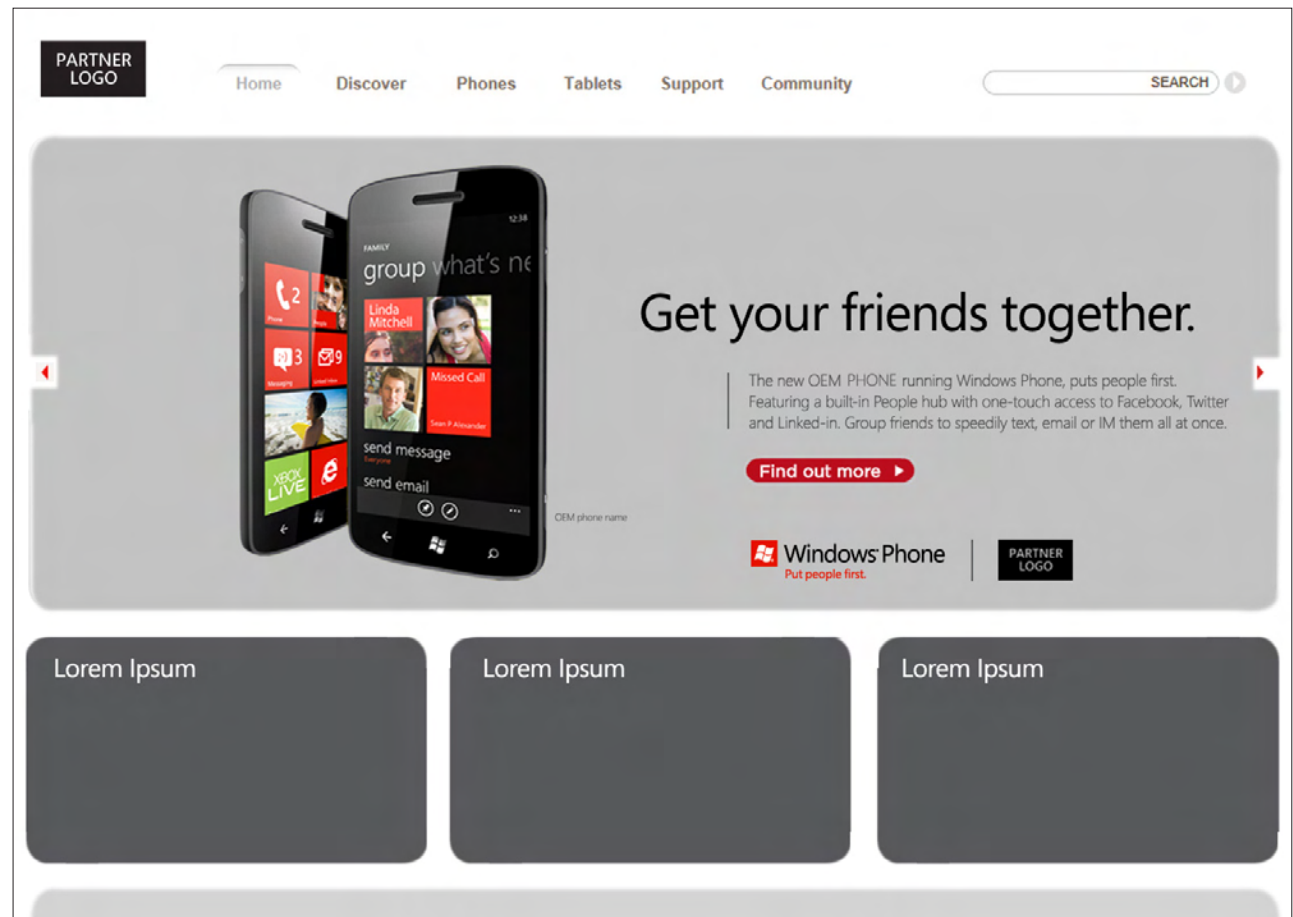 PARTNER
LOGO
Home Discover Phones Tablets Support Community
SEARCH
12:38
FAMILY
group what's ne
Linda
Mitchell
Missed Call
Sean P Alexander
send message
Everyone
send email
2
Phone
People
3
9
Messaging
Linked Inbox
XBOX
LIVE
OEM phone name
Get your friends together.
The new OEM PHONE running Windows Phone, puts people first.
Featuring a built-in People hub with one-touch access to Facebook, Twitter
and Linked-in. Group friends to speedily text, email or IM them all at once.
Find out more
Windows Phone
Put people first.
PARTNER
LOGO
Lorem Ipsum
Lorem Ipsum
Lorem Ipsum